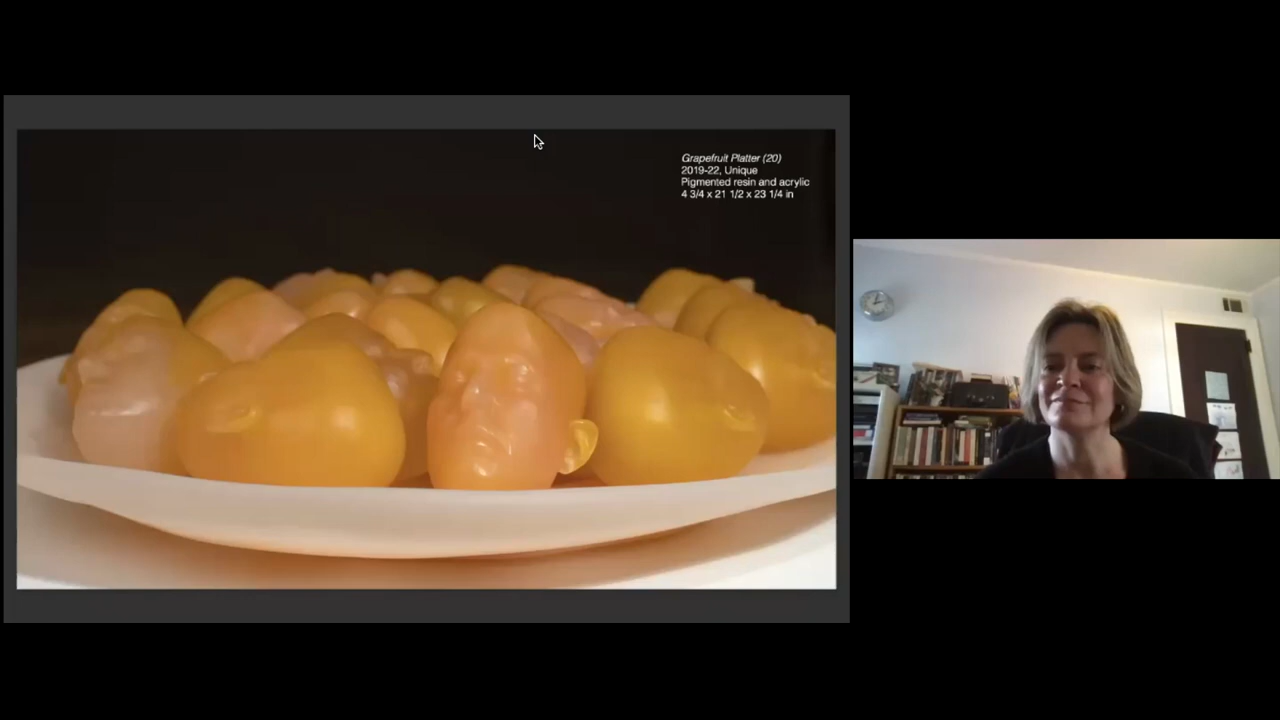 Grapefruit Platter (20)
2019-22, Unique
Pigmented resin and acrylic
4 3/4 x 21 1/2 x 23 1/4 in